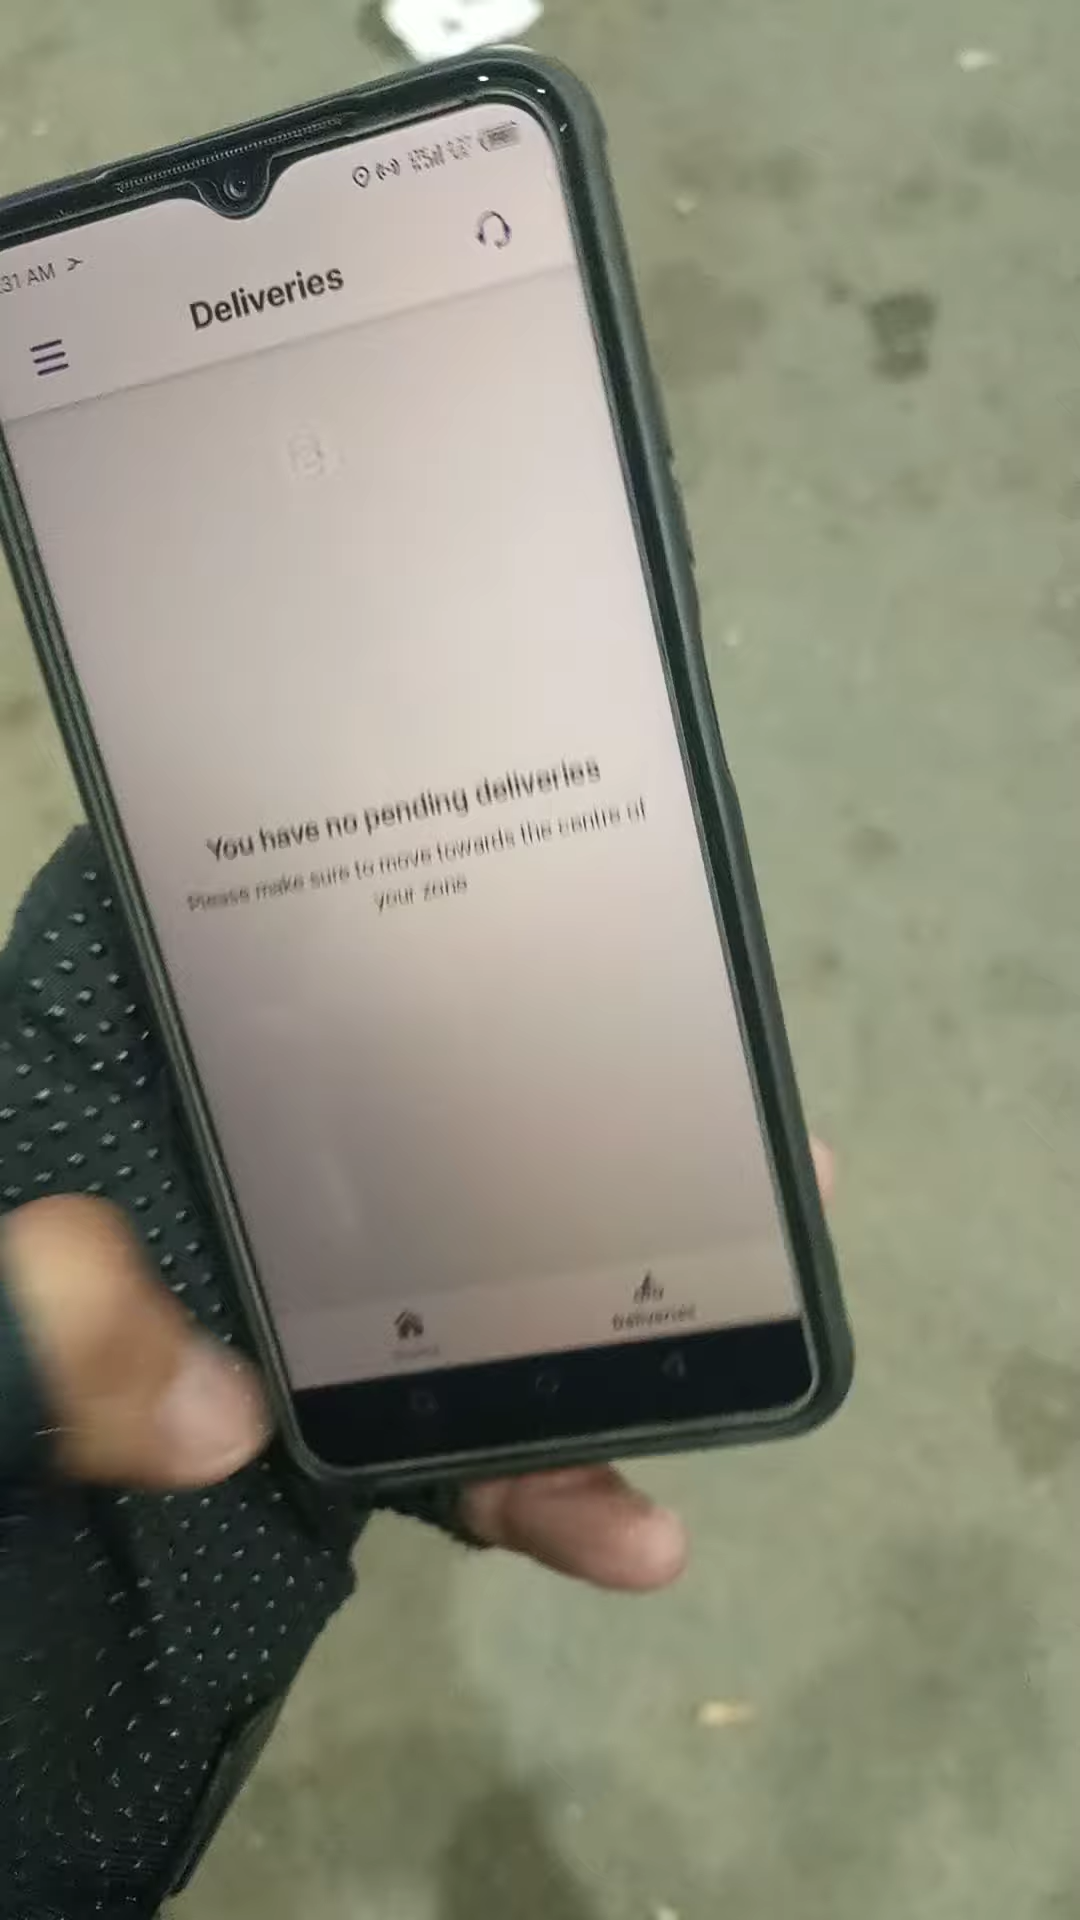 :31 AM
Deliveries
You have no pending deliveries
Please make sure to move towards the centre of
your zone
Deliveries